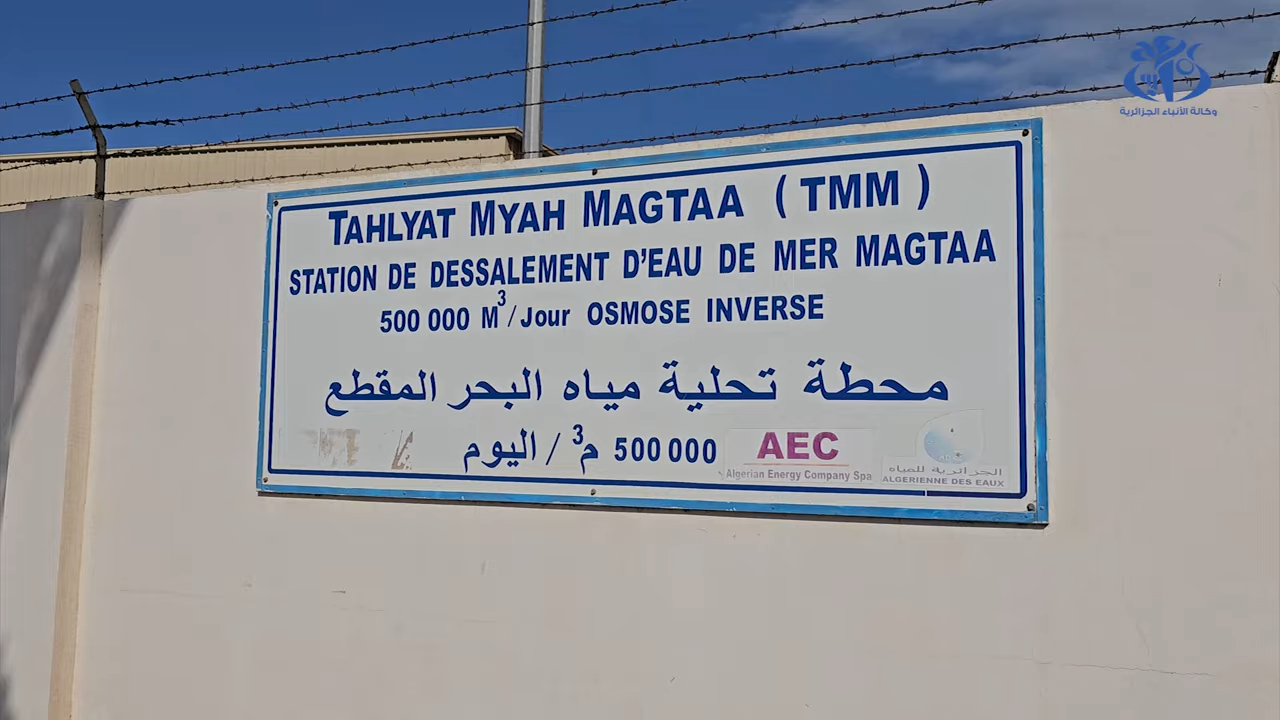 وكالة الأنباء الجزائرية
TAHLYAT MYAH MAGTAA (TMM)
STATION DE DESSALEMENT D'EAU DE MER MAGTAA
500 000 M³/Jour OSMOSE INVERSE
محطة تحلية مياه البحر المقطع
500 000 م³ / اليوم
AEC
Algerian Energy Company Spa
الجزائرية للمياه
ALGERIENNE DES EAUX